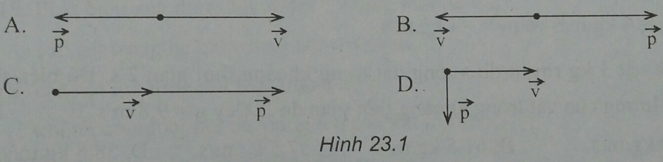 A. p⃗ v⃗ B. v⃗ p⃗
C. v⃗ p⃗ D. v⃗ p⃗
Hình 23.1